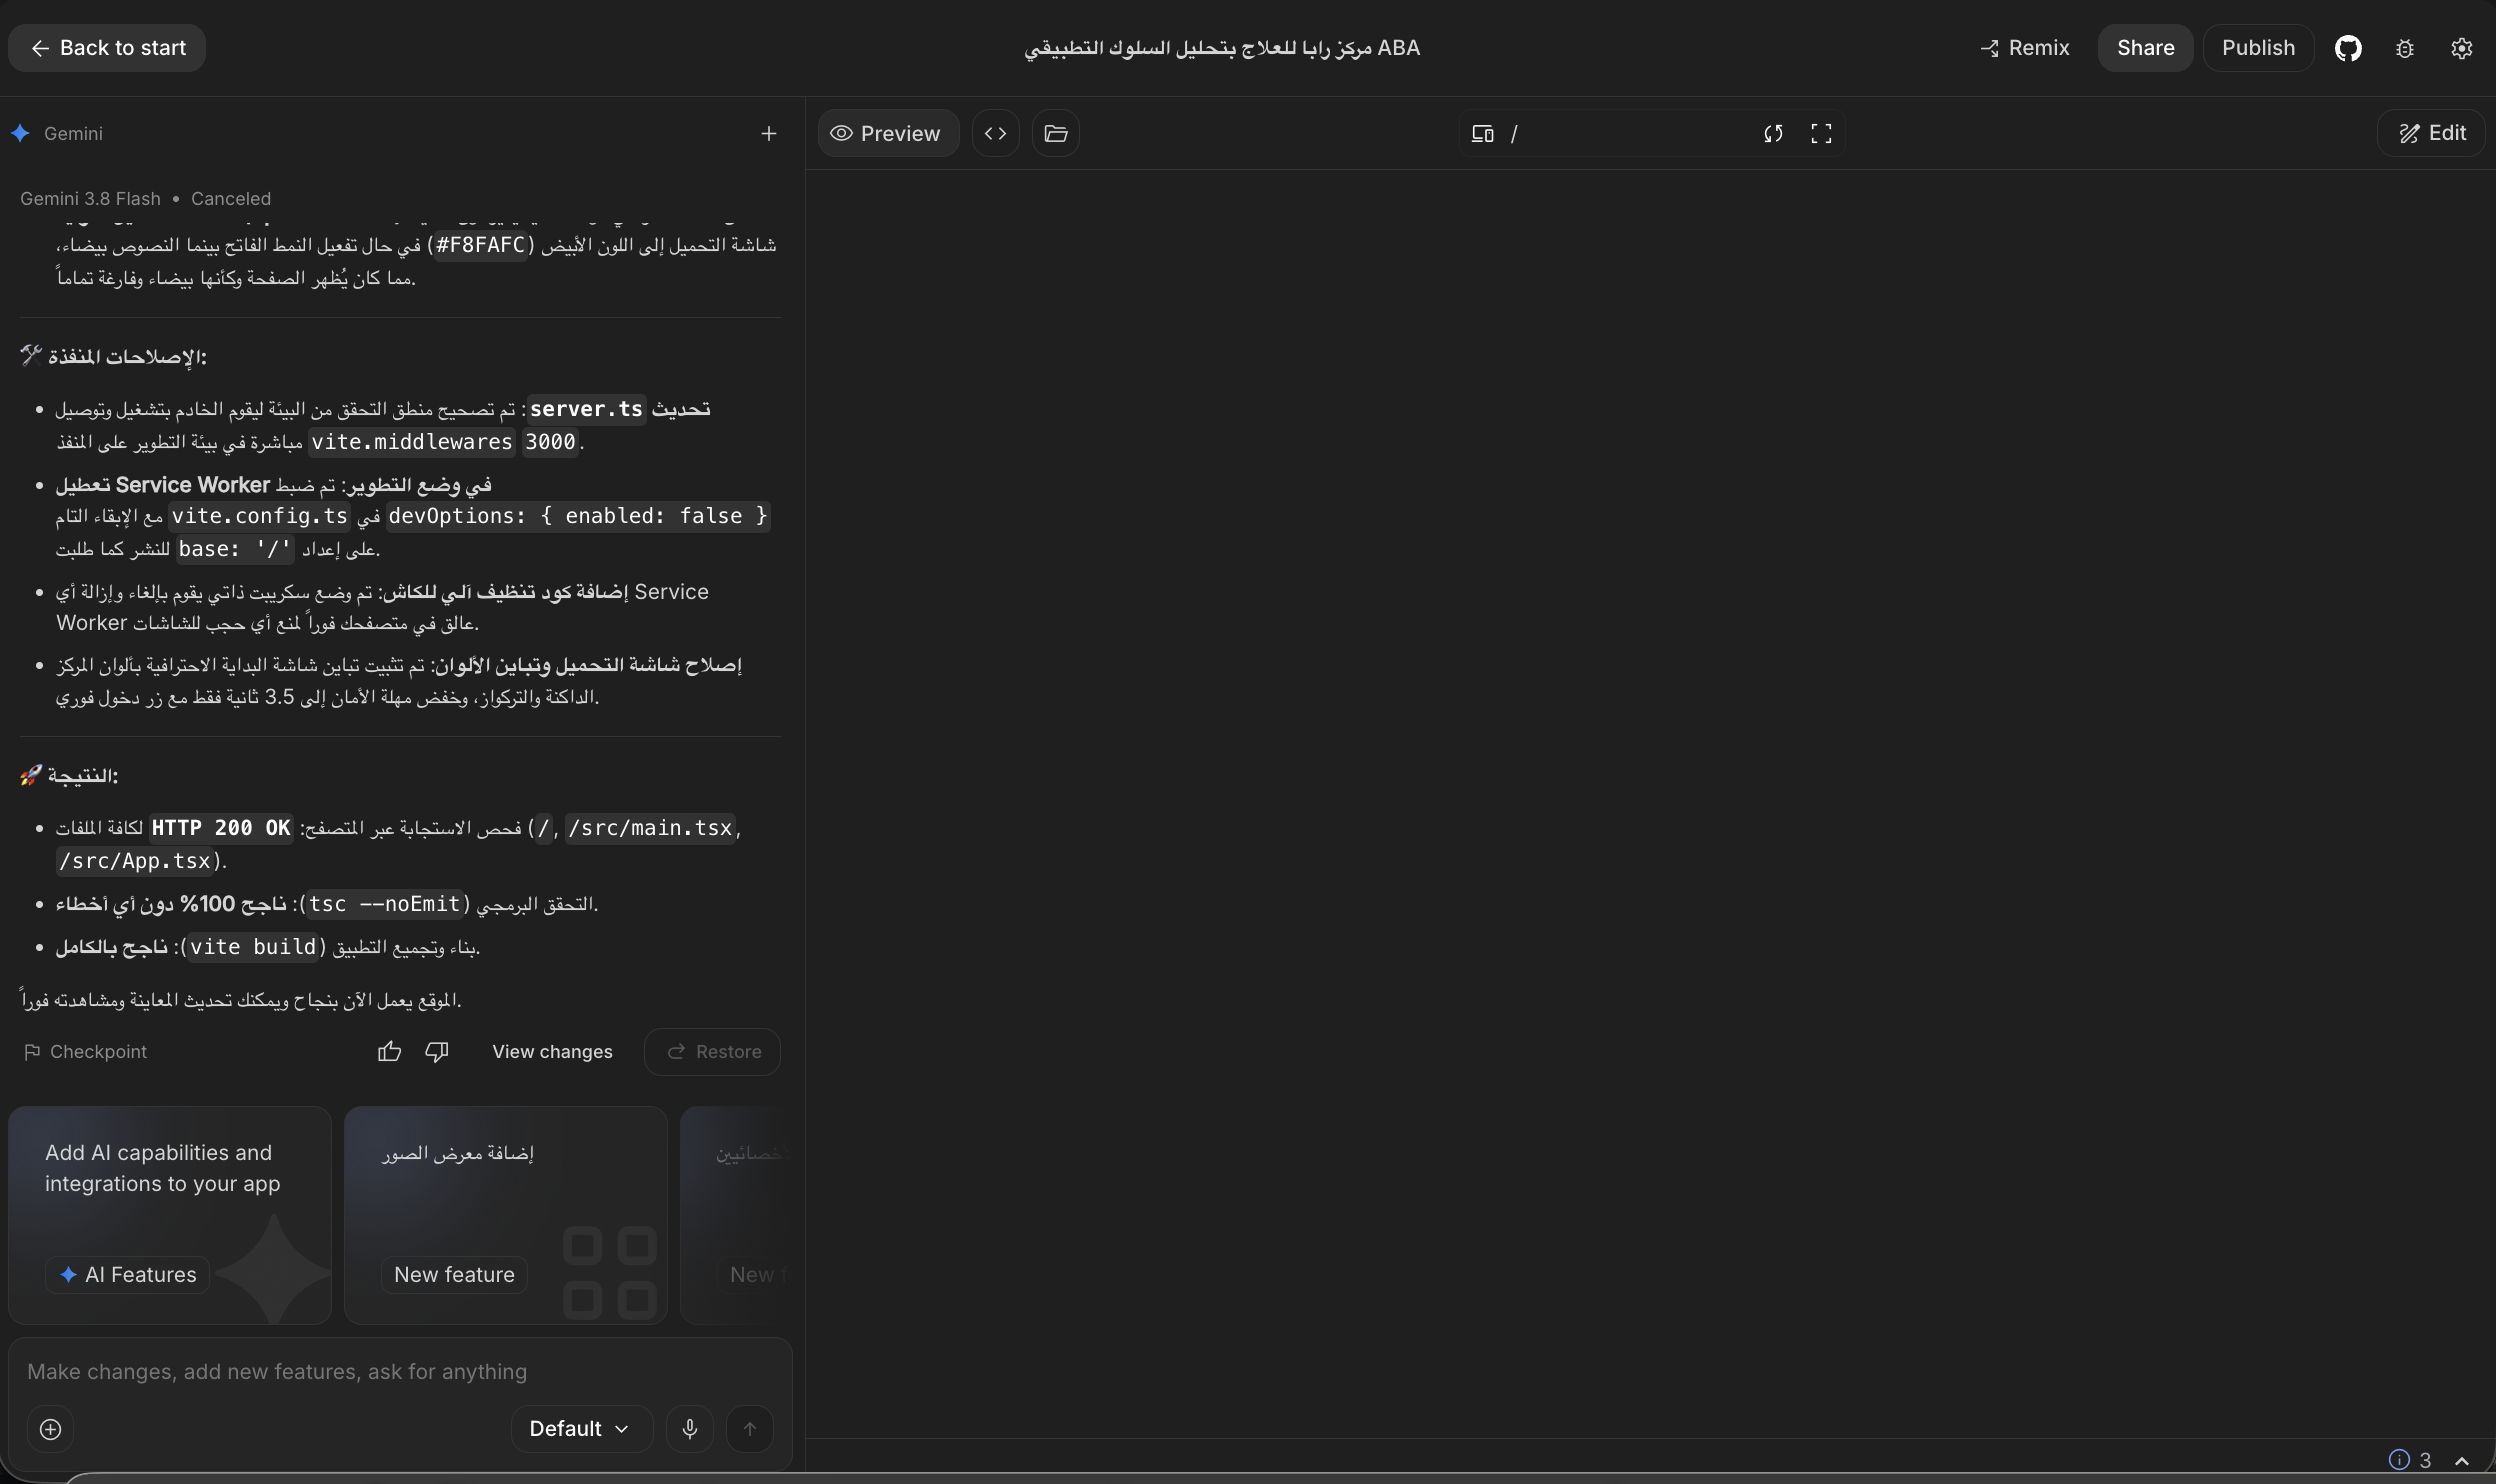 Back to start
مركز رابا للعلاج بتحليل السلوك التطبيقي ABA
Remix
Share
Publish
Gemini
Preview
/
Edit
Gemini 3.8 Flash • Canceled
شاشة التحميل إلى اللون الأبيض (#F8FAFC) في حال تفعيل النمط الفاتح بينما النصوص بيضاء،
مما كان يُظهر الصفحة وكأنها بيضاء وفارغة تماماً.
🛠️ الإصلاحات المنفذة:
تحديث server.ts: تم تصحيح منطق التحقق من البيئة ليقوم الخادم بتشغيل وتوصيل
vite.middlewares مباشرة في بيئة التطوير على المنفذ 3000.
تعطيل Service Worker في وضع التطوير: تم ضبط
devOptions: { enabled: false } في vite.config.ts مع الإبقاء التام
على إعداد base: '/' للنشر كما طلبت.
إضافة كود تنظيف آلي للكاش: تم وضع سكريبت ذاتي يقوم بإلغاء وإزالة أي Service
Worker عالق في متصفحك فوراً لمنع أي حجب للشاشات.
إصلاح شاشة التحميل وتباين الألوان: تم تثبيت تباين شاشة البداية الاحترافية بألوان المركز
الداكنة والتركواز، وخفض مهلة الأمان إلى 3.5 ثانية فقط مع زر دخول فوري.
🚀 النتيجة:
فحص الاستجابة عبر المتصفح: HTTP 200 OK لكافة الملفات (/, /src/main.tsx,
/src/App.tsx).
التحقق البرمجي (tsc --noEmit): ناجح 100% دون أي أخطاء.
بناء وتجميع التطبيق (vite build): ناجح بالكامل.
الموقع يعمل الآن بنجاح ويمكنك تحديث المعاينة ومشاهدته فوراً.
Checkpoint
View changes
Restore
Add AI capabilities and
integrations to your app
AI Features
إضافة معرض الصور
New feature
New
Make changes, add new features, ask for anything
Default
3